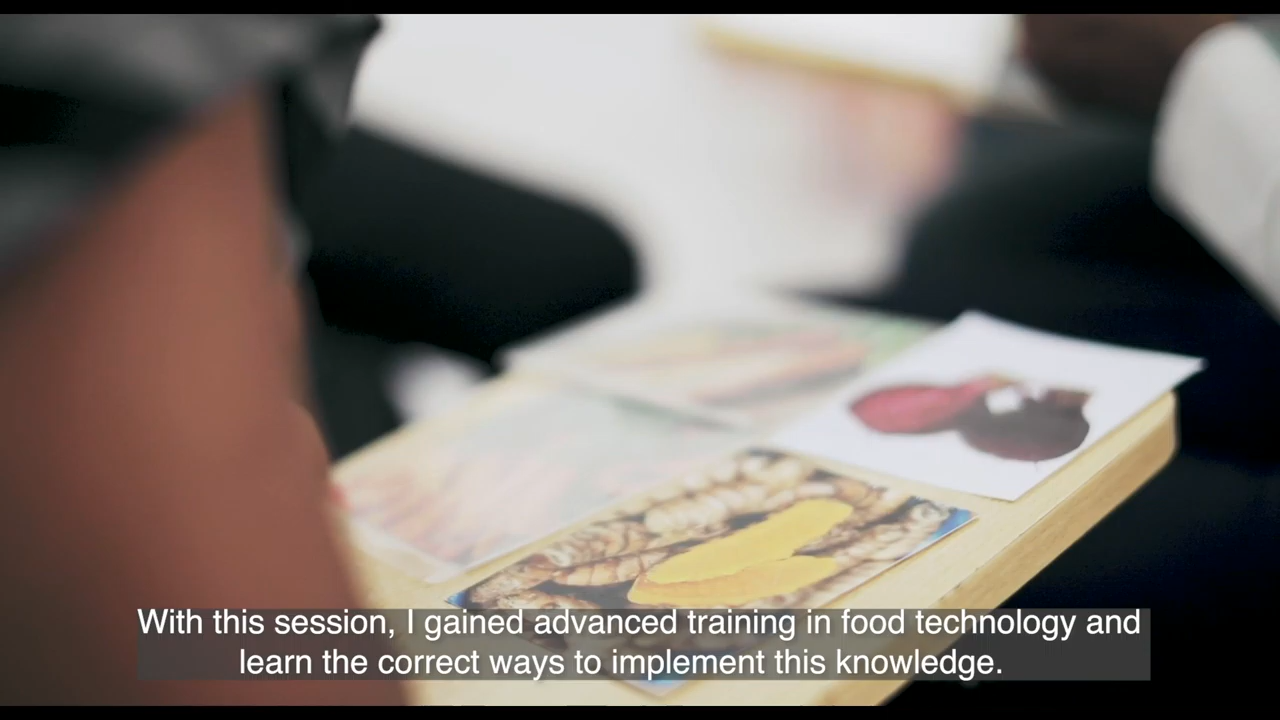 With this session, I gained advanced training in food technology and
learn the correct ways to implement this knowledge.